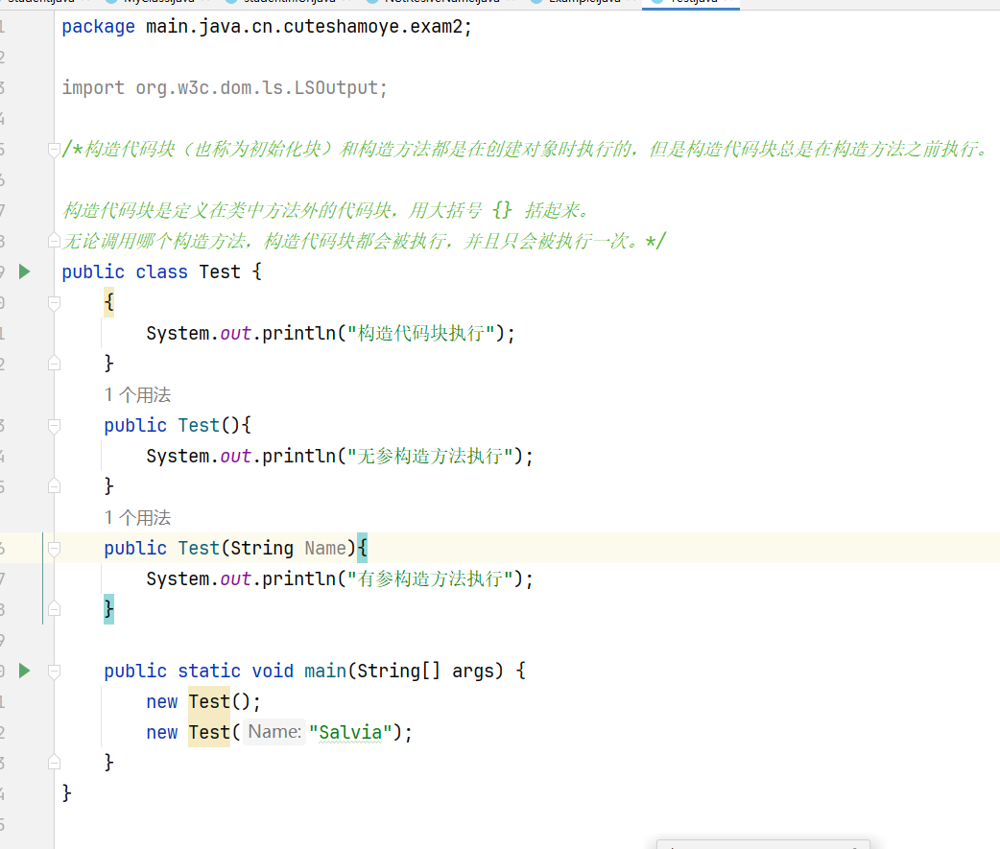 package main.java.cn.cuteshamoye.exam2;
import org.w3c.dom.ls.LSOutput;
/*构造代码块（也称为初始化块）和构造方法都是在创建对象时执行的，但是构造代码块总是在构造方法之前执行。
构造代码块是定义在类中方法外的代码块，用大括号 {} 括起来。
无论调用哪个构造方法，构造代码块都会被执行，并且只会被执行一次。*/
public class Test {
{
System.out.println("构造代码块执行");
}
1 个用法
public Test(){
System.out.println("无参构造方法执行");
}
1 个用法
public Test(String Name){
System.out.println("有参构造方法执行");
}
public static void main(String[] args) {
new Test();
new Test( Name: "Salvia");
}
}